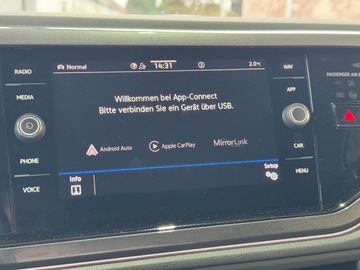 RADIO
MEDIA
PHONE
VOICE
Normal
14:31
2.0°C
Willkommen bei App-Connect
Bitte verbinden Sie ein Gerät über USB.
Android Auto
Apple CarPlay
MirrorLink
Info
Setup
NAV
APP
CAR
MENU
PASSENGER AIR